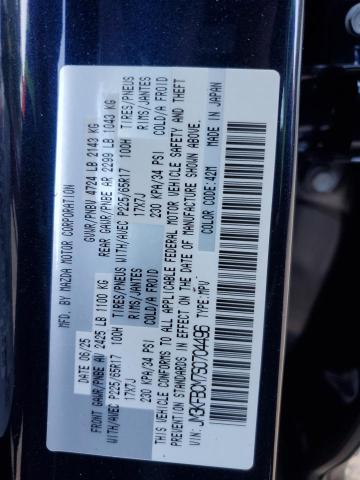 MFD. BY MAZDA MOTOR CORPORATION
DATE 06/25 GVWR/PNBV 4724 LB 2143 KG
FRONT GAWR/PNBE AV 2425 LB 1100 KG REAR GAWR/PNBE AR 2299 LB 1043 KG
WITH/AVEC P225/65R17 100H TIRES/PNEUS WITH/AVEC P225/65R17 100H TIRES/PNEUS
17X7J RIMS/JANTES 17X7J RIMS/JANTES
230 KPA/34 PSI COLD/A FROID 230 KPA/34 PSI COLD/A FROID
THIS VEHICLE CONFORMS TO ALL APPLICABLE FEDERAL MOTOR VEHICLE SAFETY AND THEFT
PREVENTION STANDARDS IN EFFECT ON THE DATE OF MANUFACTURE SHOWN ABOVE.
VIN: TYPE: MPV COLOR CODE: 42M MADE IN JAPAN